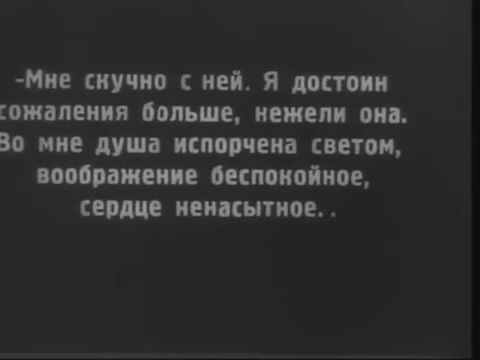 -Мне скучно с ней. Я достоин
сожаления больше, нежели она.
Во мне душа испорчена светом,
воображение беспокойное,
сердце ненасытное. .